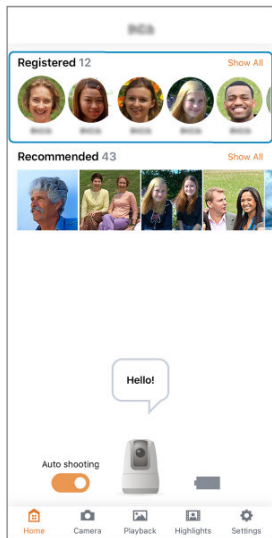 Registered 12
Show All
Recommended 43
Show All
Hello!
Auto shooting
Home
Camera
Playback
Highlights
Settings